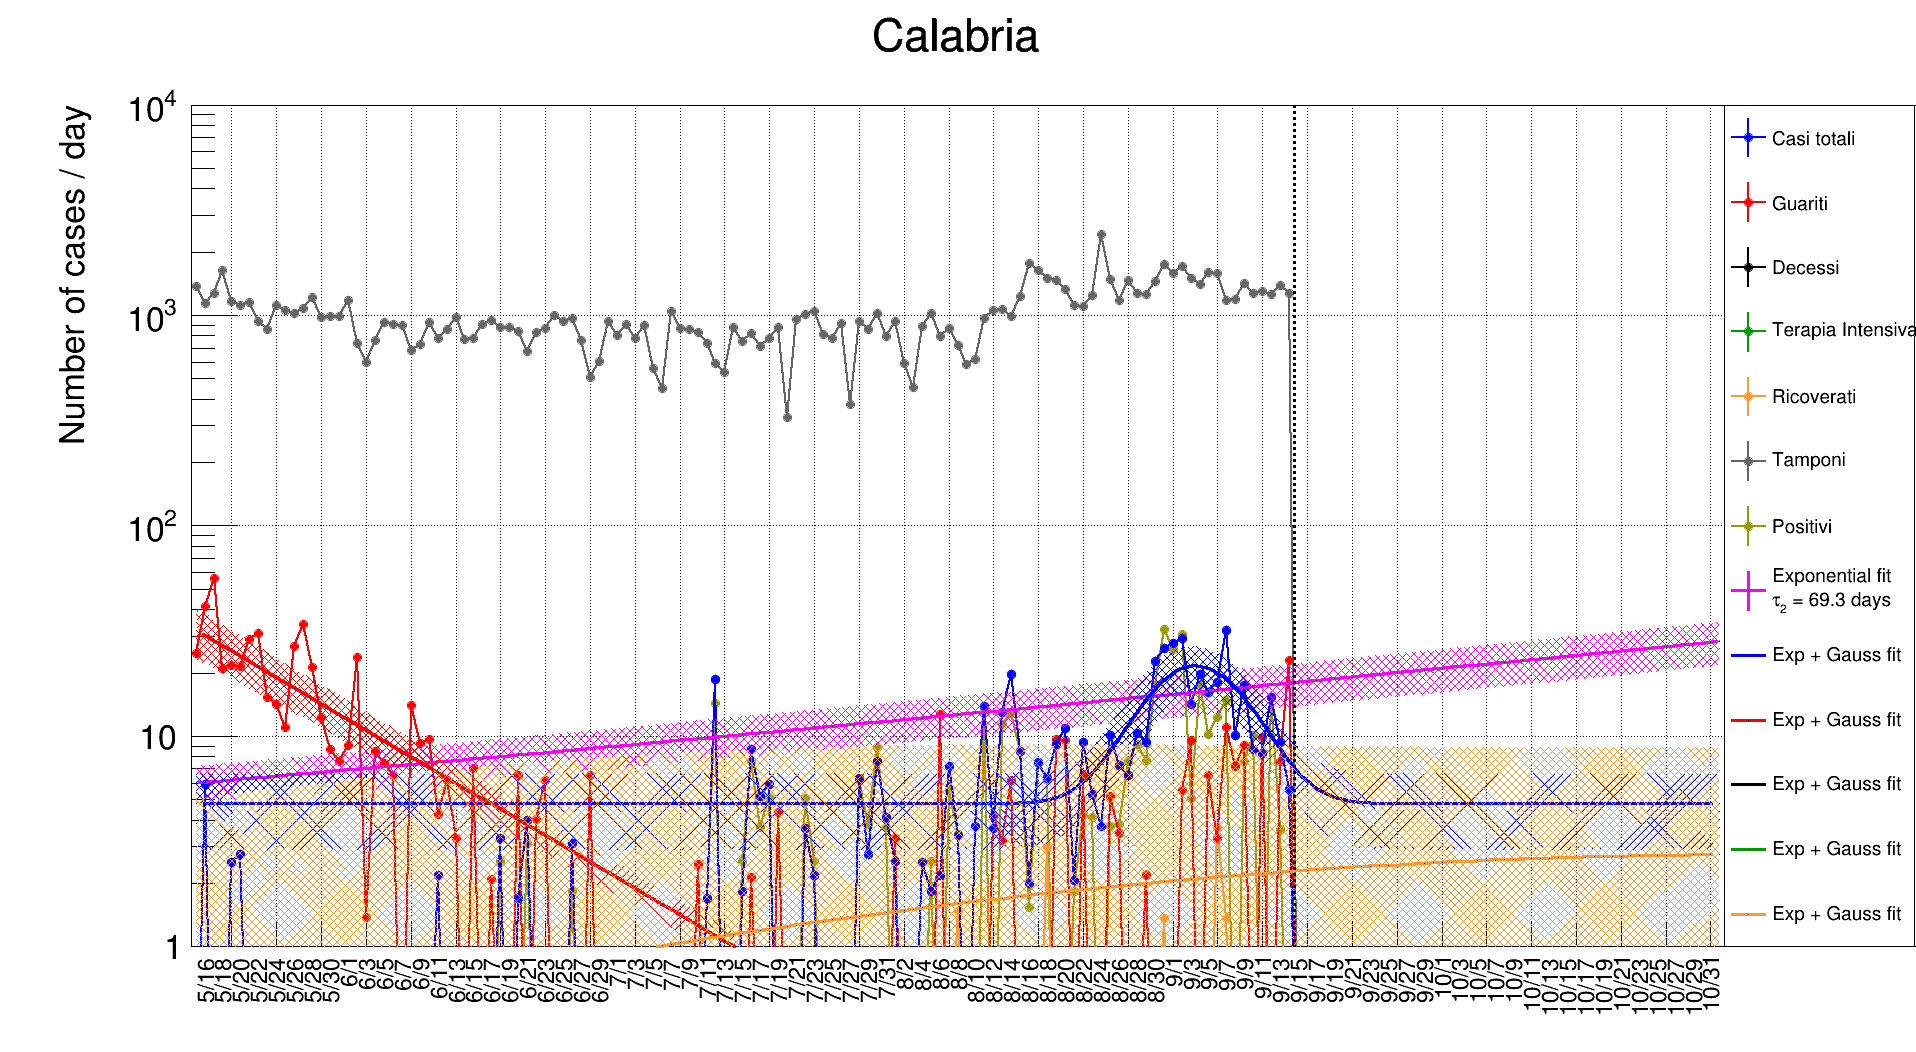 Calabria
Number of cases / day
10^4
10^3
10^2
10
1
5/16 5/18 5/20 5/22 5/24 5/26 5/28 5/30 6/1 6/3 6/5 6/7 6/9 6/11 6/13 6/15 6/17 6/19 6/21 6/23 6/25 6/27 6/29 7/1 7/3 7/5 7/7 7/9 7/11 7/13 7/15 7/17 7/19 7/21 7/23 7/25 7/27 7/29 7/31 8/2 8/4 8/6 8/8 8/10 8/12 8/14 8/16 8/18 8/20 8/22 8/24 8/26 8/28 8/30 9/1 9/3 9/5 9/7 9/9 9/11 9/13 9/15 9/17 9/19 9/21 9/23 9/25 9/27 9/29 10/1 10/3 10/5 10/7 10/9 10/11 10/13 10/15 10/17 10/19 10/21 10/23 10/25 10/27 10/29 10/31
Casi totali
Guariti
Decessi
Terapia Intensiva
Ricoverati
Tamponi
Positivi
Exponential fit
τ₂ = 69.3 days
Exp + Gauss fit
Exp + Gauss fit
Exp + Gauss fit
Exp + Gauss fit
Exp + Gauss fit